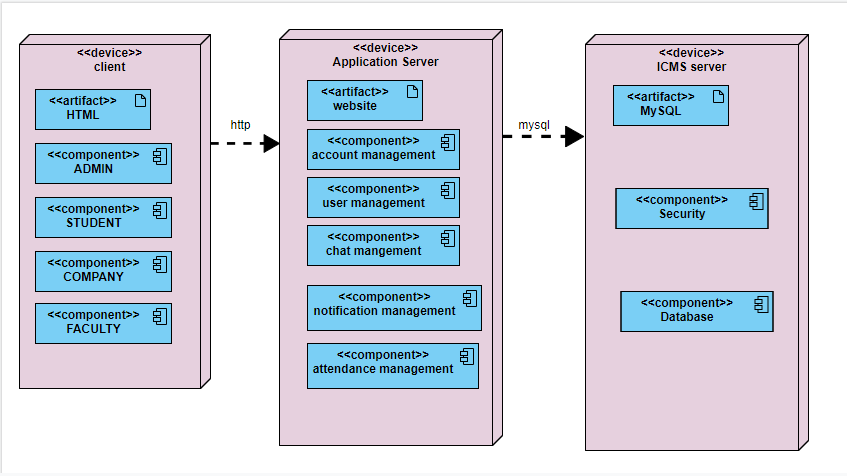 <<device>>
client
<<artifact>>
HTML
<<component>>
ADMIN
<<component>>
STUDENT
<<component>>
COMPANY
<<component>>
FACULTY
http
<<device>>
Application Server
<<artifact>>
website
<<component>>
account management
<<component>>
user management
<<component>>
chat mangement
<<component>>
notification management
<<component>>
attendance management
mysql
<<device>>
ICMS server
<<artifact>>
MySQL
<<component>>
Security
<<component>>
Database